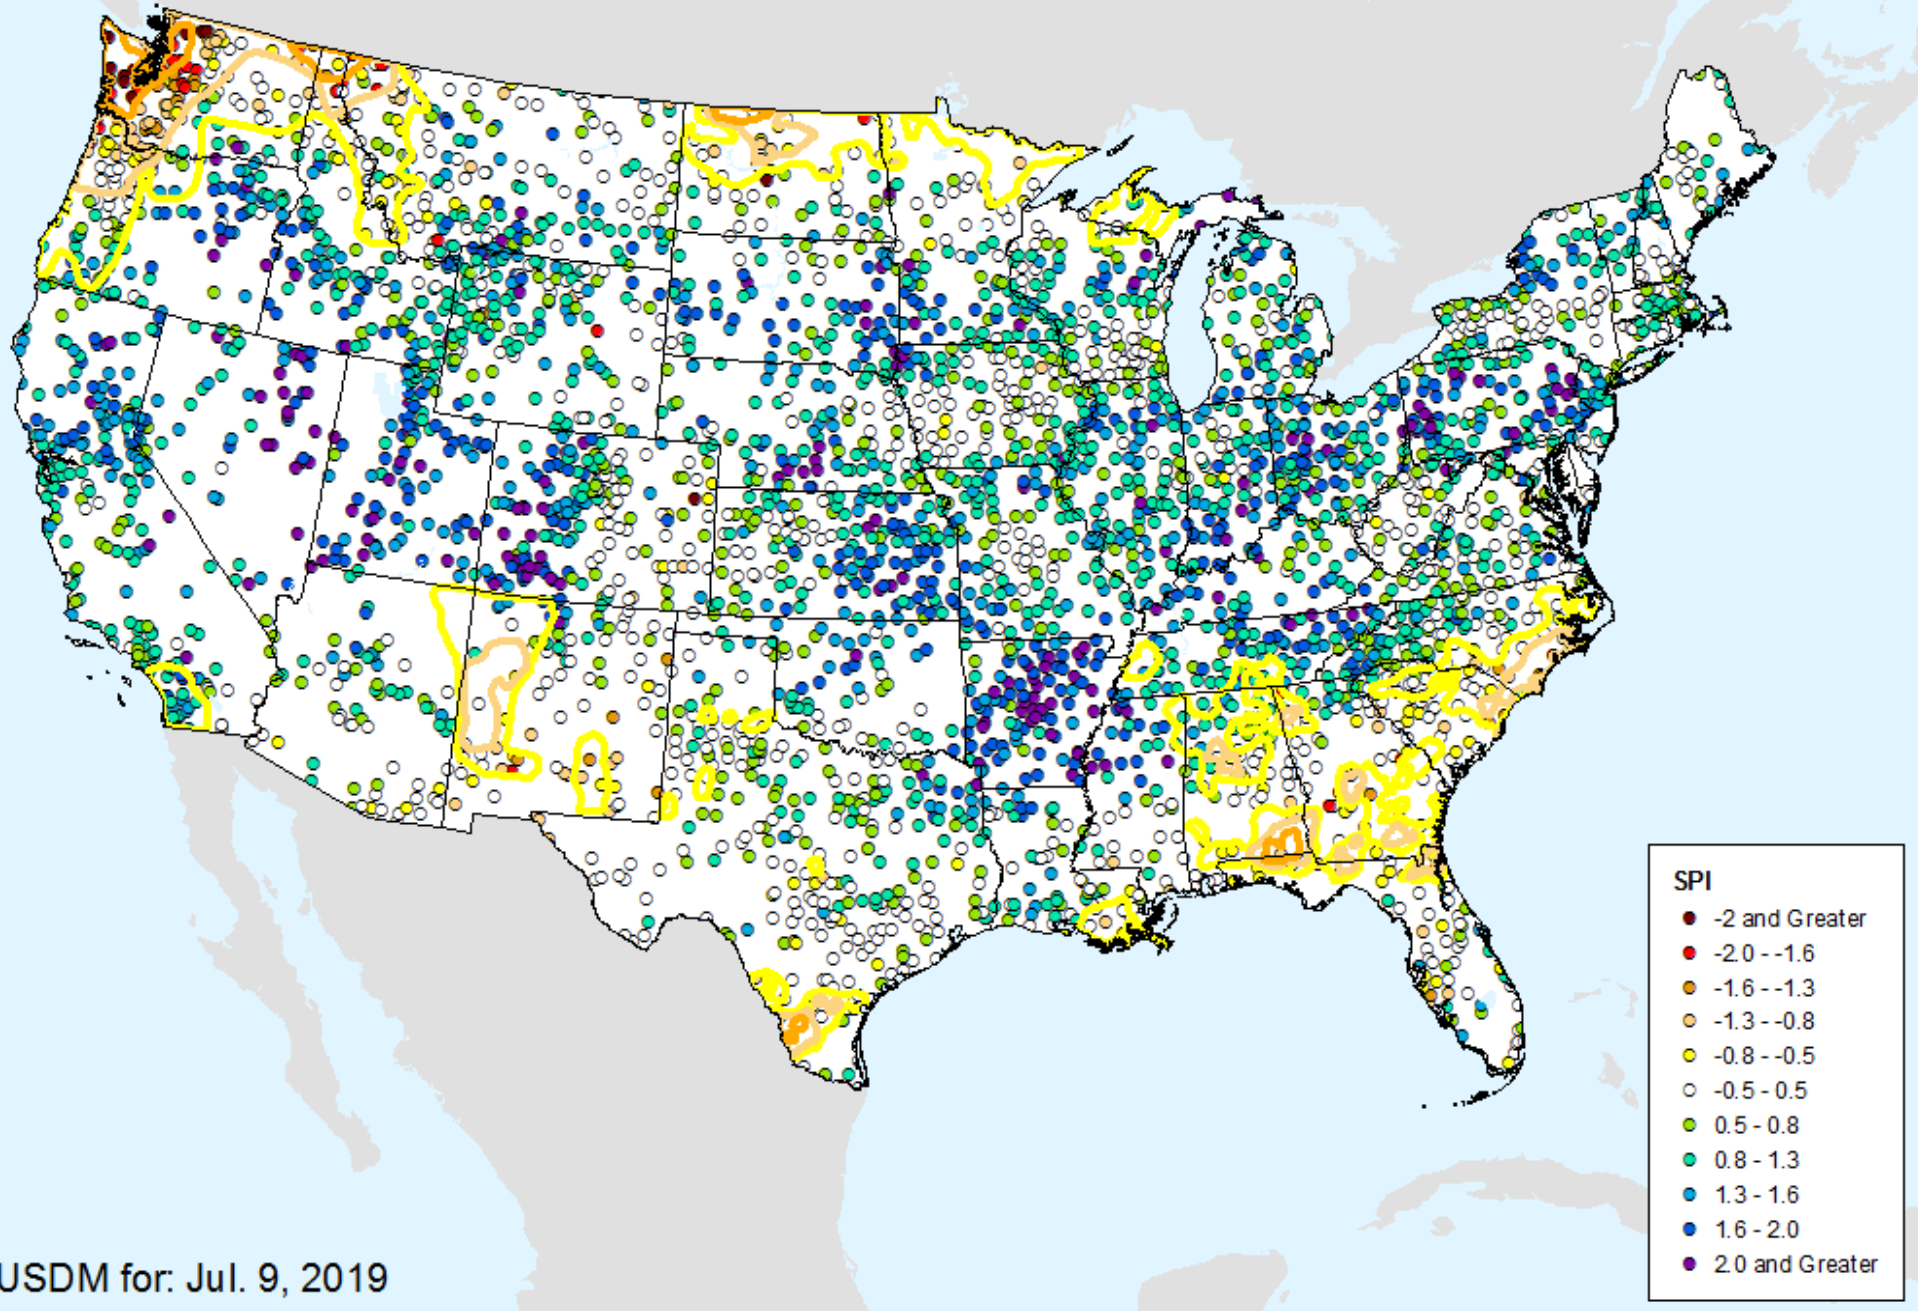 SPI
-2 and Greater
-2.0 - -1.6
-1.6 - -1.3
-1.3 - -0.8
-0.8 - -0.5
-0.5 - 0.5
0.5 - 0.8
0.8 - 1.3
1.3 - 1.6
1.6 - 2.0
2.0 and Greater
USDM for: Jul. 9, 2019